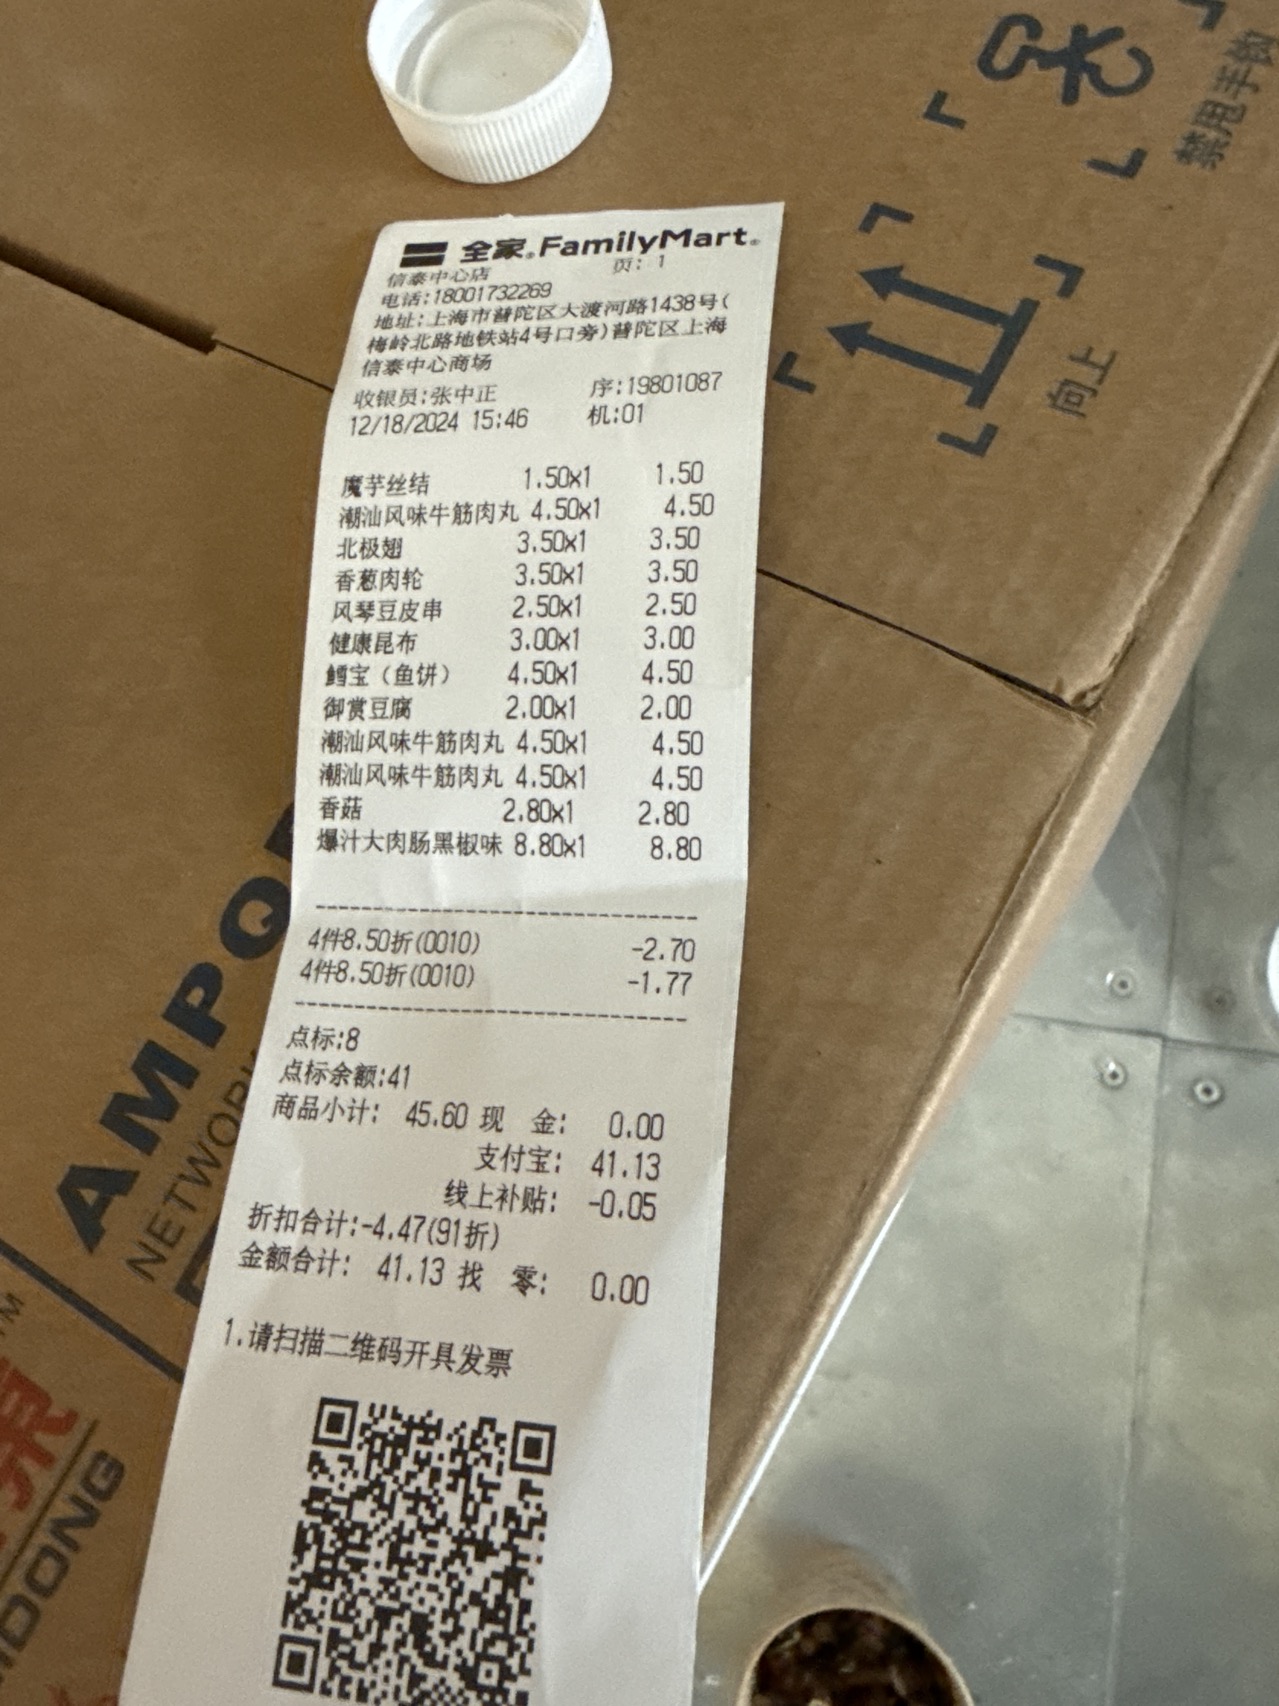 全家® FamilyMart®
信泰中心店 页: 1
电话:18001732269
地址:上海市普陀区大渡河路1438号(
梅岭北路地铁站4号口旁)普陀区上海
信泰中心商场
收银员:张中正 序:19801087
12/18/2024 15:46 机:01
魔芋丝结 1.50x1 1.50
潮汕风味牛筋肉丸 4.50x1 4.50
北极翅 3.50x1 3.50
香葱肉轮 3.50x1 3.50
风琴豆皮串 2.50x1 2.50
健康昆布 3.00x1 3.00
鳕宝（鱼饼） 4.50x1 4.50
御赏豆腐 2.00x1 2.00
潮汕风味牛筋肉丸 4.50x1 4.50
潮汕风味牛筋肉丸 4.50x1 4.50
香菇 2.80x1 2.80
爆汁大肉肠黑椒味 8.80x1 8.80
4件8.50折(0010) -2.70
4件8.50折(0010) -1.77
点标:8
点标余额:41
商品小计: 45.60 现 金: 0.00
支付宝: 41.13
线上补贴: -0.05
折扣合计:-4.47(91折)
金额合计: 41.13 找 零: 0.00
1.请扫描二维码开具发票
禁用手钩
向上
AMPO
NETWOR
TM
京
DONG